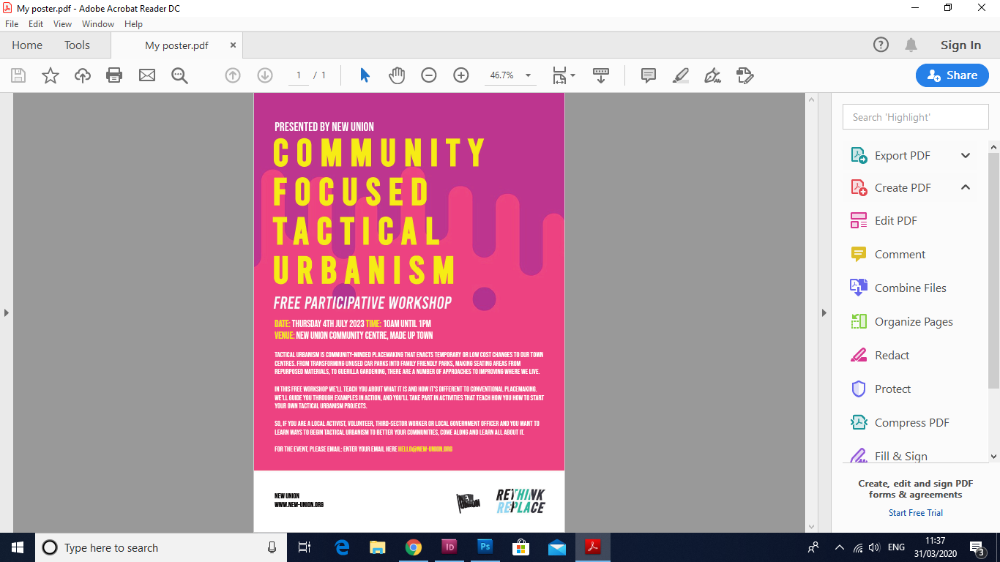 My poster.pdf - Adobe Acrobat Reader DC
File Edit View Window Help
Home Tools My poster.pdf × Sign In
1 / 1 46.7% Share
Search 'Highlight'
Export PDF
Create PDF
Edit PDF
Comment
Combine Files
Organize Pages
Redact
Protect
Compress PDF
Fill & Sign
Create, edit and sign PDF
forms & agreements
Start Free Trial
PRESENTED BY NEW UNION
COMMUNITY
FOCUSED
TACTICAL
URBANISM
FREE PARTICIPATIVE WORKSHOP
DATE: THURSDAY 4TH JULY 2023 TIME: 10AM UNTIL 1PM
VENUE: NEW UNION COMMUNITY CENTRE, MADE UP TOWN
TACTICAL URBANISM IS COMMUNITY-MINDED PLACEMAKING THAT ENACTS TEMPORARY OR LOW COST CHANGES TO OUR TOWN
CENTRES. FROM TRANSFORMING UNUSED CAR PARKS INTO FAMILY FRIENDLY PARKS, MAKING SEATING AREAS FROM
REPURPOSED MATERIALS, TO GUERILLA GARDENING, THERE ARE A NUMBER OF APPROACHES TO IMPROVING WHERE WE LIVE.
IN THIS FREE WORKSHOP WE'LL TEACH YOU ABOUT WHAT IT IS AND HOW IT'S DIFFERENT TO CONVENTIONAL PLACEMAKING.
WE'LL GUIDE YOU THROUGH EXAMPLES IN ACTION, AND YOU'LL TAKE PART IN ACTIVITIES THAT TEACH HOW YOU HOW TO START
YOUR OWN TACTICAL URBANISM PROJECTS.
SO, IF YOU ARE A LOCAL ACTIVIST, VOLUNTEER, THIRD-SECTOR WORKER OR LOCAL GOVERNMENT OFFICER AND YOU WANT TO
LEARN WAYS TO BEGIN TACTICAL URBANISM TO BETTER YOUR COMMUNITIES, COME ALONG AND LEARN ALL ABOUT IT.
FOR THE EVENT, PLEASE EMAIL: ENTER YOUR EMAIL HERE HELLO@NEW-UNION.ORG
NEW UNION
WWW.NEW-UNION.ORG
NEW
UNION
RETHINK
REPLACE
Type here to search
Id Ps
ENG
11:37
31/03/2020
3